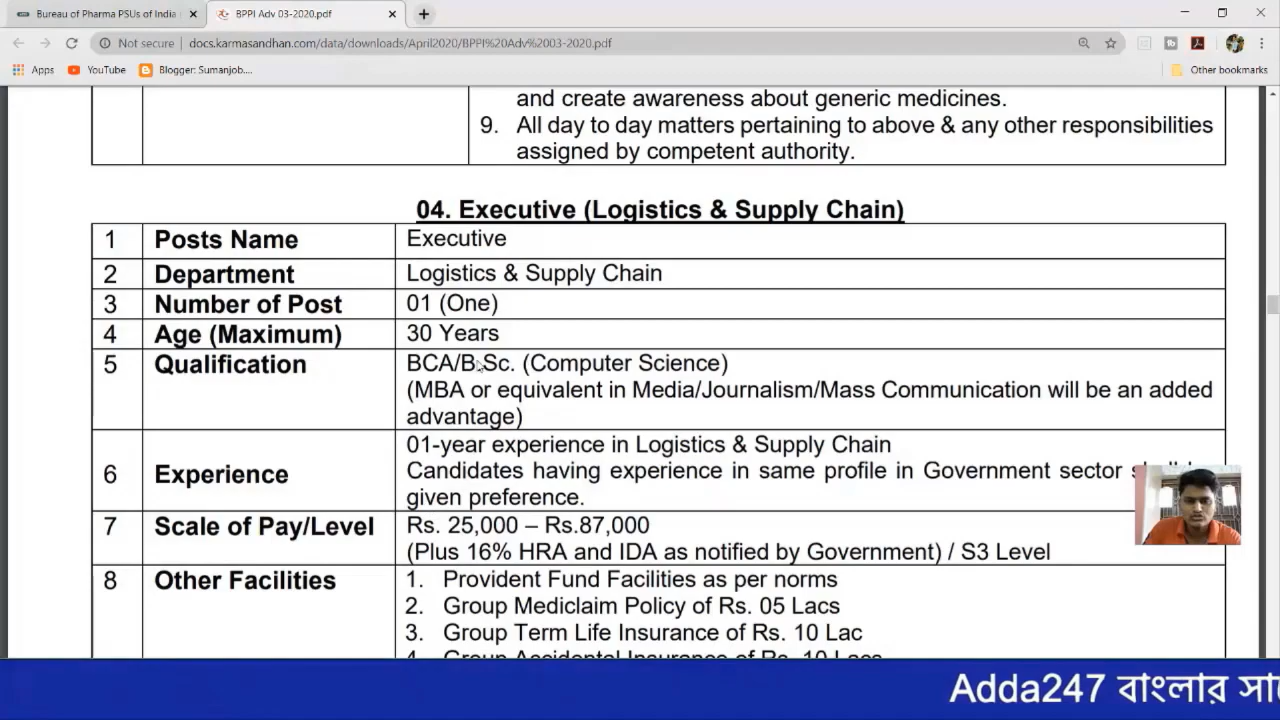 Bureau of Pharma PSUs of India
BPPI Adv 03-2020.pdf
Not secure
docs.karmasandhan.com/data/downloads/April2020/BPPI%20Adv%2003-2020.pdf
Apps
YouTube
Blogger: Sumanjob....
Other bookmarks
and create awareness about generic medicines.
9. All day to day matters pertaining to above & any other responsibilities
assigned by competent authority.
04. Executive (Logistics & Supply Chain)
1 Posts Name Executive
2 Department Logistics & Supply Chain
3 Number of Post 01 (One)
4 Age (Maximum) 30 Years
5 Qualification BCA/B.Sc. (Computer Science)
(MBA or equivalent in Media/Journalism/Mass Communication will be an added
advantage)
01-year experience in Logistics & Supply Chain
6 Experience Candidates having experience in same profile in Government sector
given preference.
7 Scale of Pay/Level Rs. 25,000 – Rs.87,000
(Plus 16% HRA and IDA as notified by Government) / S3 Level
8 Other Facilities 1. Provident Fund Facilities as per norms
2. Group Mediclaim Policy of Rs. 05 Lacs
3. Group Term Life Insurance of Rs. 10 Lac
4. Group Accidental Insurance of Rs. 10 Lacs
Adda247 বাংলার